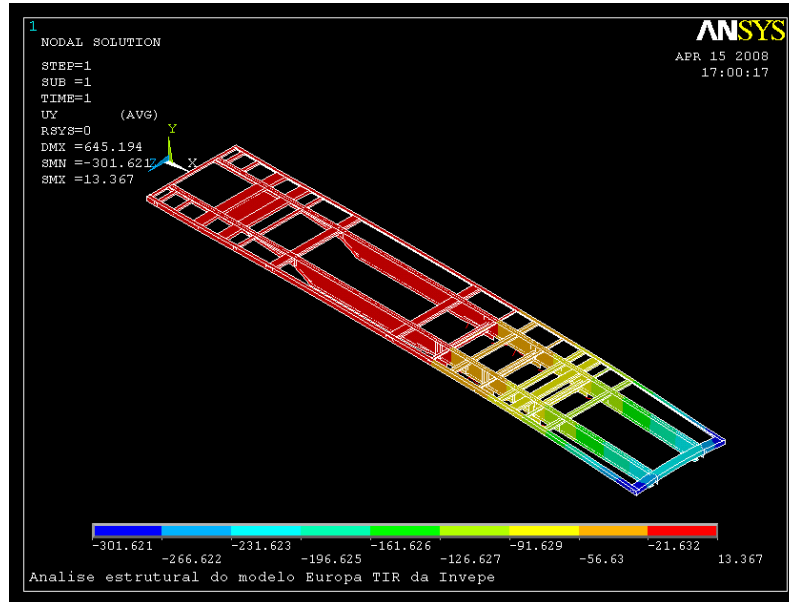 1
ANSYS
NODAL SOLUTION
APR 15 2008
17:00:17
STEP=1
SUB =1
TIME=1
UY (AVG)
RSYS=0
DMX =645.194
SMN =-301.621
SMX =13.367
Y
Z
X
-301.621
-266.622
-231.623
-196.625
-161.626
-126.627
-91.629
-56.63
-21.632
13.367
Analise estrutural do modelo Europa TIR da Invepe